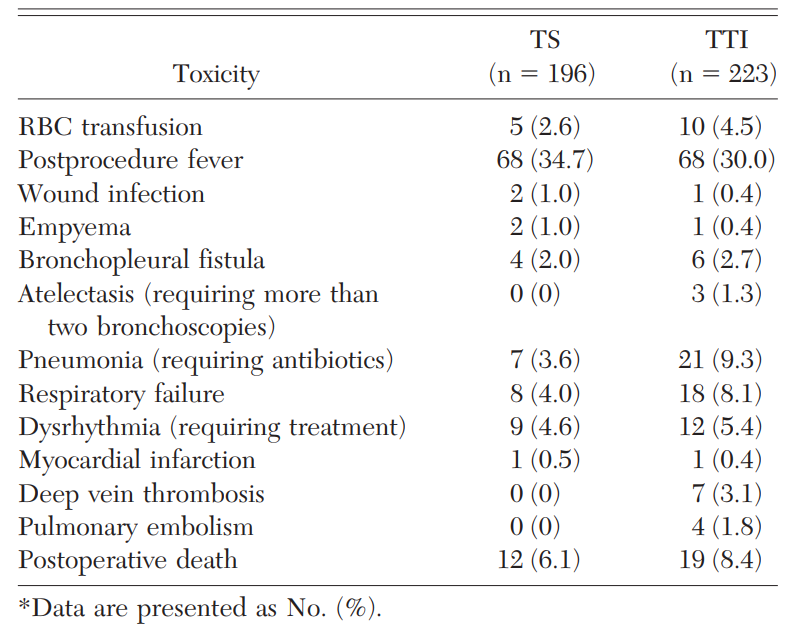 TS TTI
Toxicity (n = 196) (n = 223)
RBC transfusion 5 (2.6) 10 (4.5)
Postprocedure fever 68 (34.7) 68 (30.0)
Wound infection 2 (1.0) 1 (0.4)
Empyema 2 (1.0) 1 (0.4)
Bronchopleural fistula 4 (2.0) 6 (2.7)
Atelectasis (requiring more than 0 (0) 3 (1.3)
two bronchoscopies)
Pneumonia (requiring antibiotics) 7 (3.6) 21 (9.3)
Respiratory failure 8 (4.0) 18 (8.1)
Dysrhythmia (requiring treatment) 9 (4.6) 12 (5.4)
Myocardial infarction 1 (0.5) 1 (0.4)
Deep vein thrombosis 0 (0) 7 (3.1)
Pulmonary embolism 0 (0) 4 (1.8)
Postoperative death 12 (6.1) 19 (8.4)
*Data are presented as No. (%).